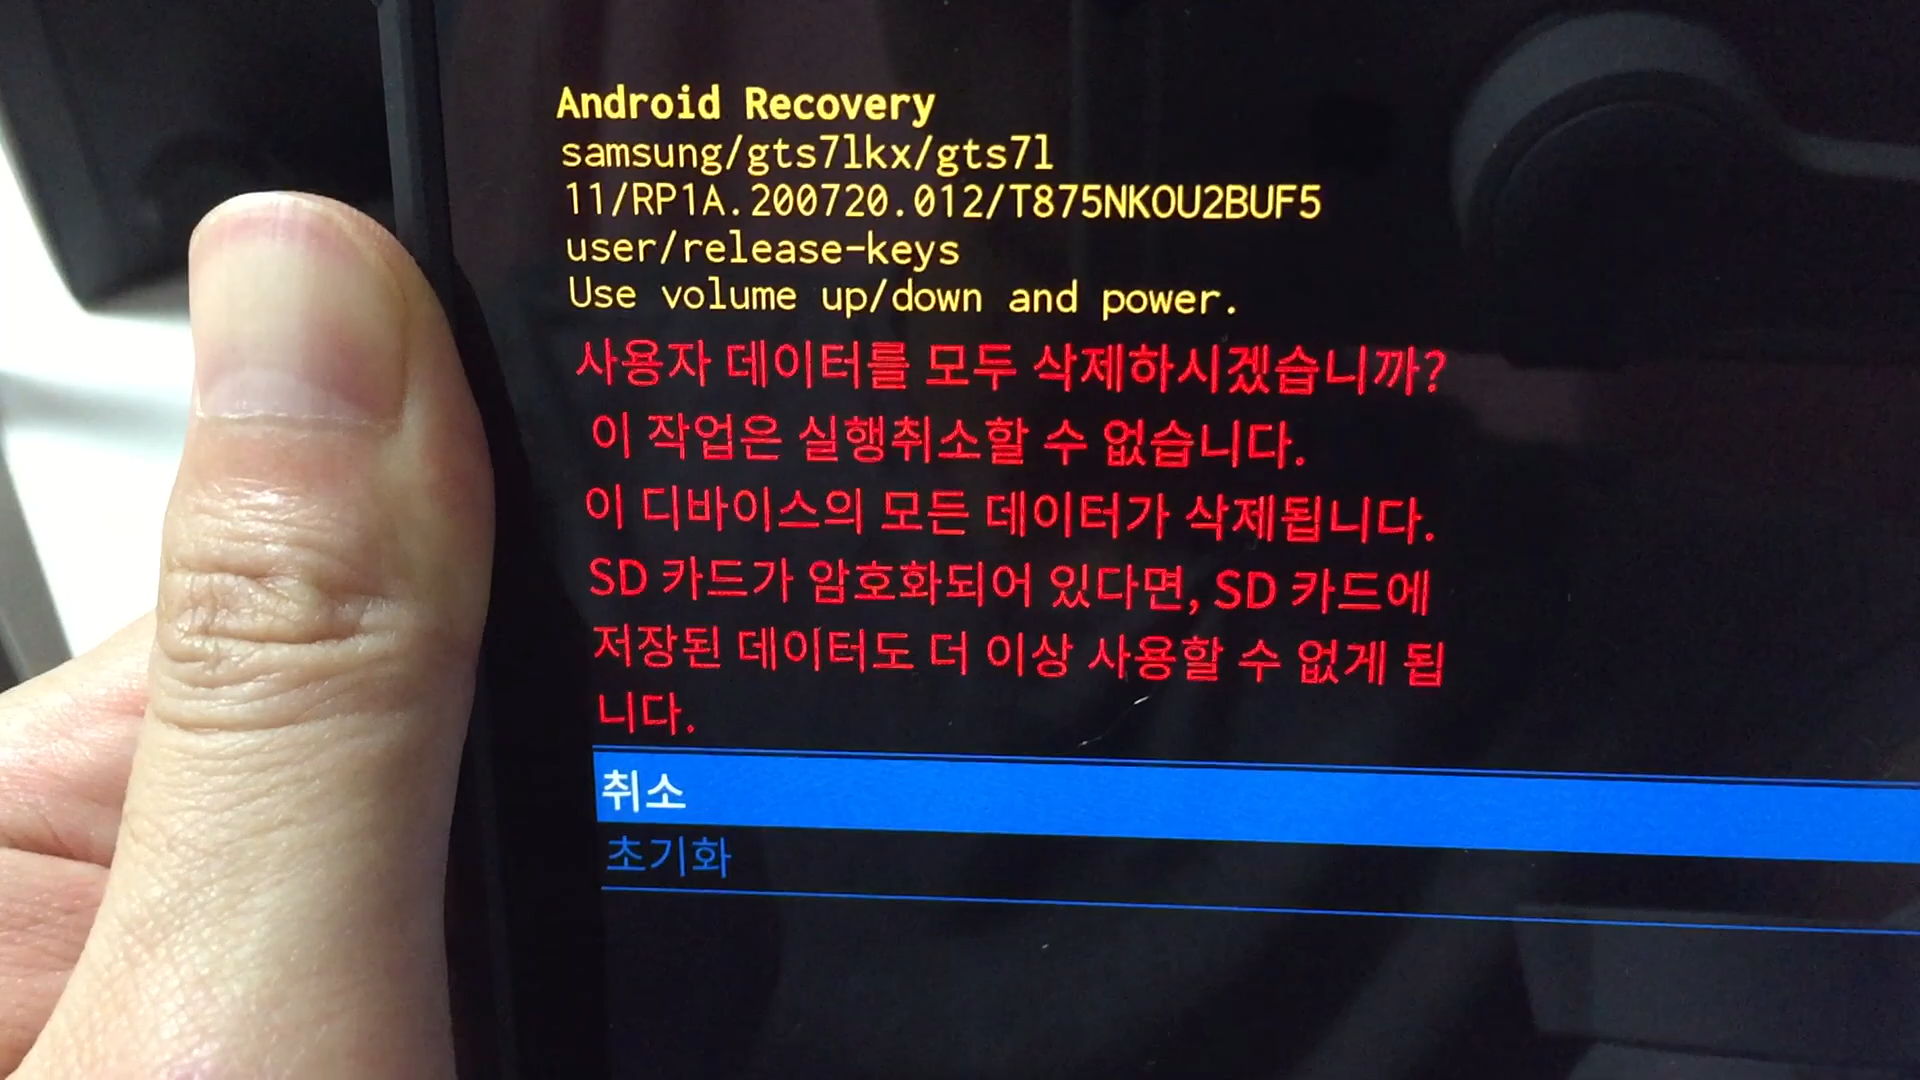 Android Recovery
samsung/gts7lkx/gts7l
11/RP1A.200720.012/T875NKOU2BUF5
user/release-keys
Use volume up/down and power.
사용자 데이터를 모두 삭제하시겠습니까?
이 작업은 실행취소할 수 없습니다.
이 디바이스의 모든 데이터가 삭제됩니다.
SD 카드가 암호화되어 있다면, SD 카드에
저장된 데이터도 더 이상 사용할 수 없게 됩
니다.
취소
초기화